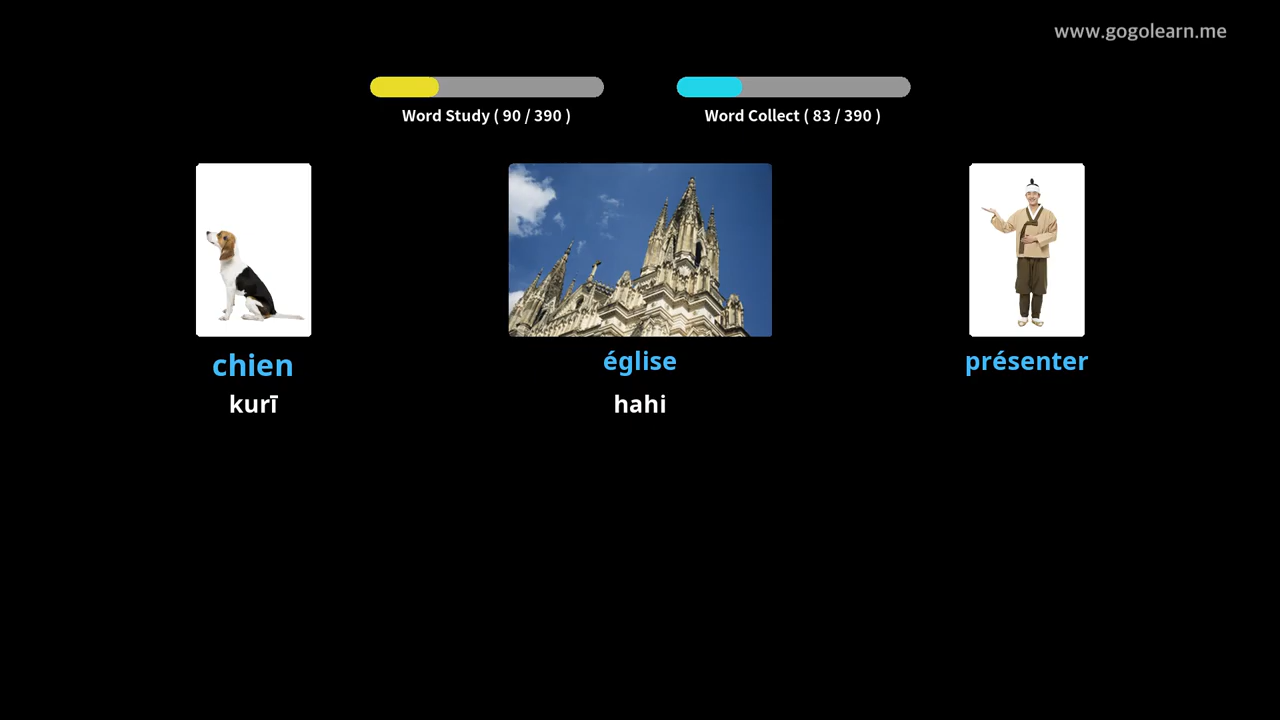 www.gogolearn.me
Word Study ( 90 / 390 )
Word Collect ( 83 / 390 )
chien
kurī
église
hahi
présenter